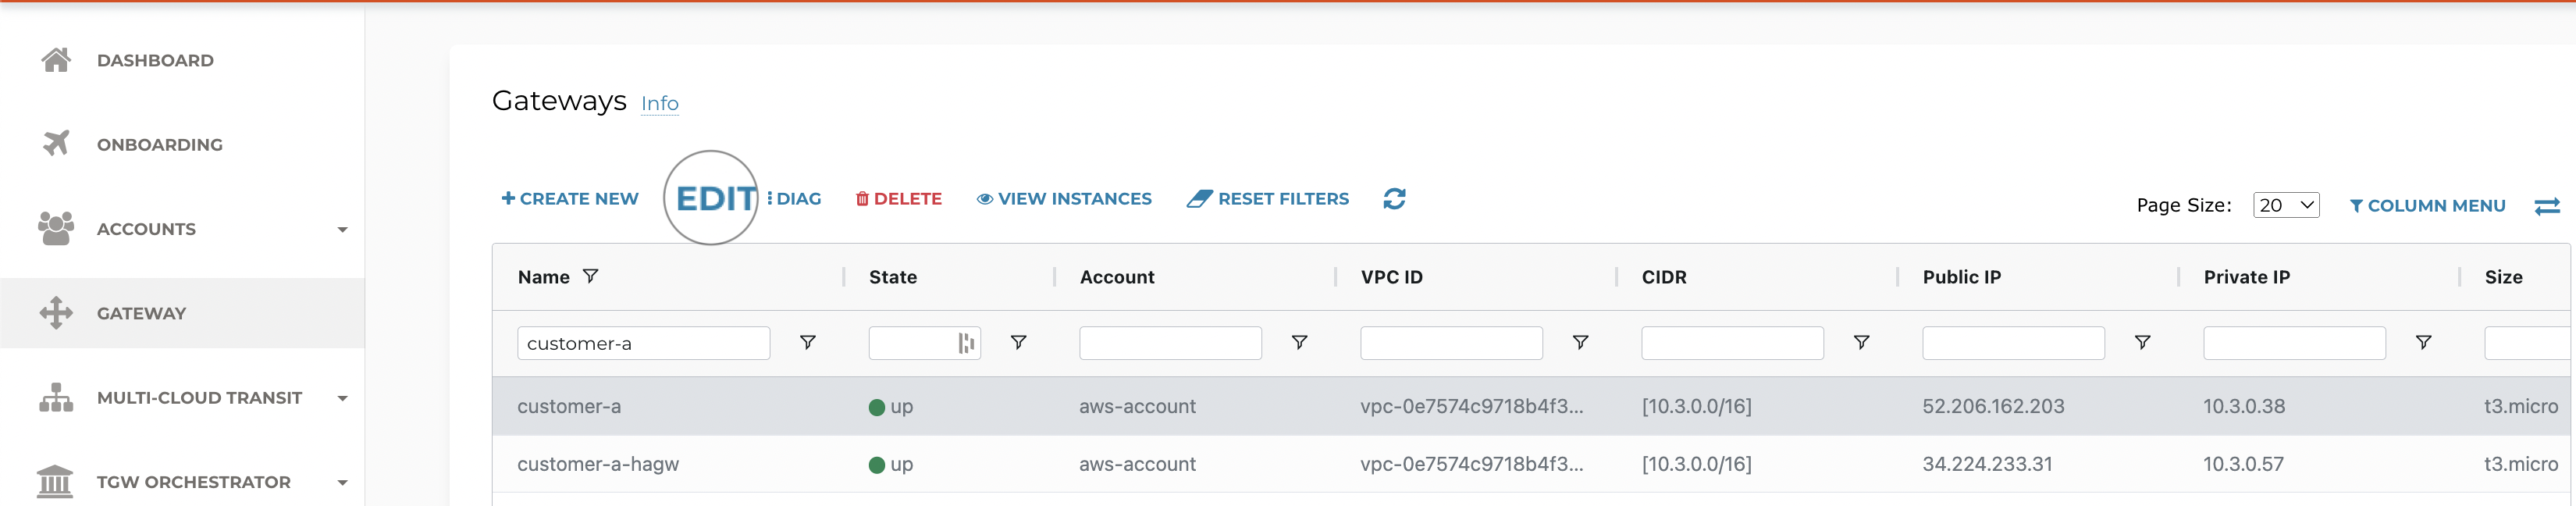 DASHBOARD
ONBOARDING
ACCOUNTS
GATEWAY
MULTI-CLOUD TRANSIT
TGW ORCHESTRATOR
Gateways Info
CREATE NEW EDIT DIAG DELETE VIEW INSTANCES RESET FILTERS Page Size: 20 COLUMN MENU
Name State Account VPC ID CIDR Public IP Private IP Size
customer-a
customer-a up aws-account vpc-0e7574c9718b4f3... [10.3.0.0/16] 52.206.162.203 10.3.0.38 t3.micro
customer-a-hagw up aws-account vpc-0e7574c9718b4f3... [10.3.0.0/16] 34.224.233.31 10.3.0.57 t3.micro